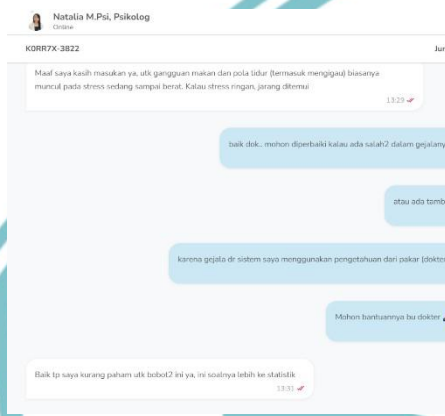 Natalia M.Psi, Psikolog
Online
K0RR7X-3822
Jur
Maaf saya kasih masukan ya, utk gangguan makan dan pola tidur (termasuk mengigau) biasanya
muncul pada stress sedang sampai berat. Kalau stress ringan, jarang ditemui
13:29
baik dok.. mohon diperbaiki kalau ada salah2 dalam gejalany
atau ada tamb
karena gejala dr sistem saya menggunakan pengetahuan dari pakar (dokter
Mohon bantuannya bu dokter
Baik tp saya kurang paham utk bobot2 ini ya, ini soalnya lebih ke statistik
13:31